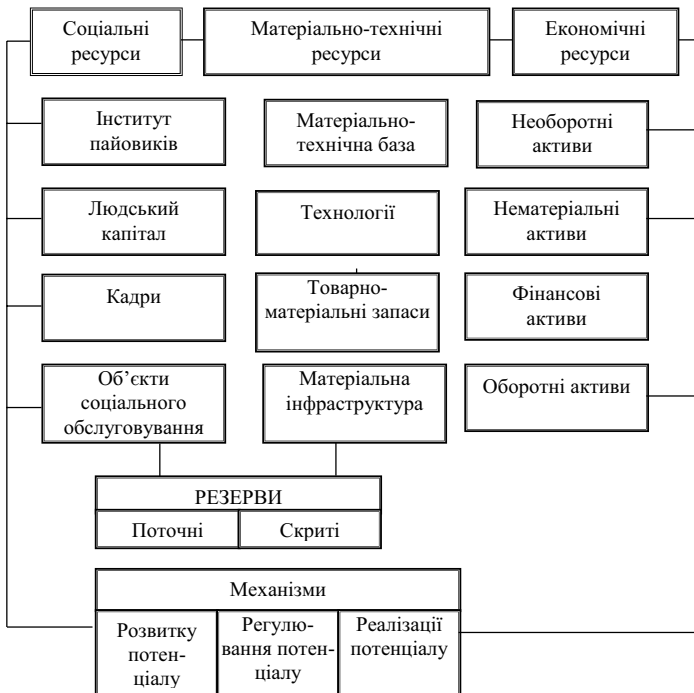 Соціальні
ресурси
Матеріально-технічні
ресурси
Економічні
ресурси
Інститут
пайовиків
Матеріально-
технічна база
Необоротні
активи
Людський
капітал
Технології
Нематеріальні
активи
Кадри
Товарно-
матеріальні запаси
Фінансові
активи
Об’єкти
соціального
обслуговування
Матеріальна
інфраструктура
Оборотні активи
РЕЗЕРВИ
Поточні
Скриті
Механізми
Розвитку
потен-
ціалу
Регулю-
вання потен-
ціалу
Реалізації
потенціалу